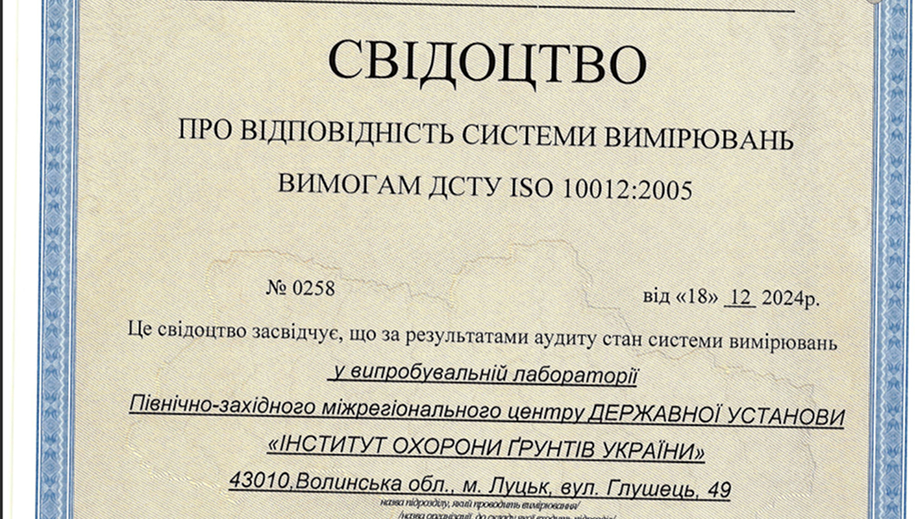 СВІДОЦТВО
ПРО ВІДПОВІДНІСТЬ СИСТЕМИ ВИМІРЮВАНЬ
ВИМОГАМ ДСТУ ISO 10012:2005
№ 0258
від «18» 12 2024р.
Це свідоцтво засвідчує, що за результатами аудиту стан системи вимірювань
у випробувальній лабораторії
Північно-західного міжрегіонального центру ДЕРЖАВНОЇ УСТАНОВИ
«ІНСТИТУТ ОХОРОНИ ҐРУНТІВ УКРАЇНИ»
43010,Волинська обл., м. Луцьк, вул. Глушець, 49
назва підрозділу, який проводить вимірювання/
/назва організації, до складу якої входить підрозділ/